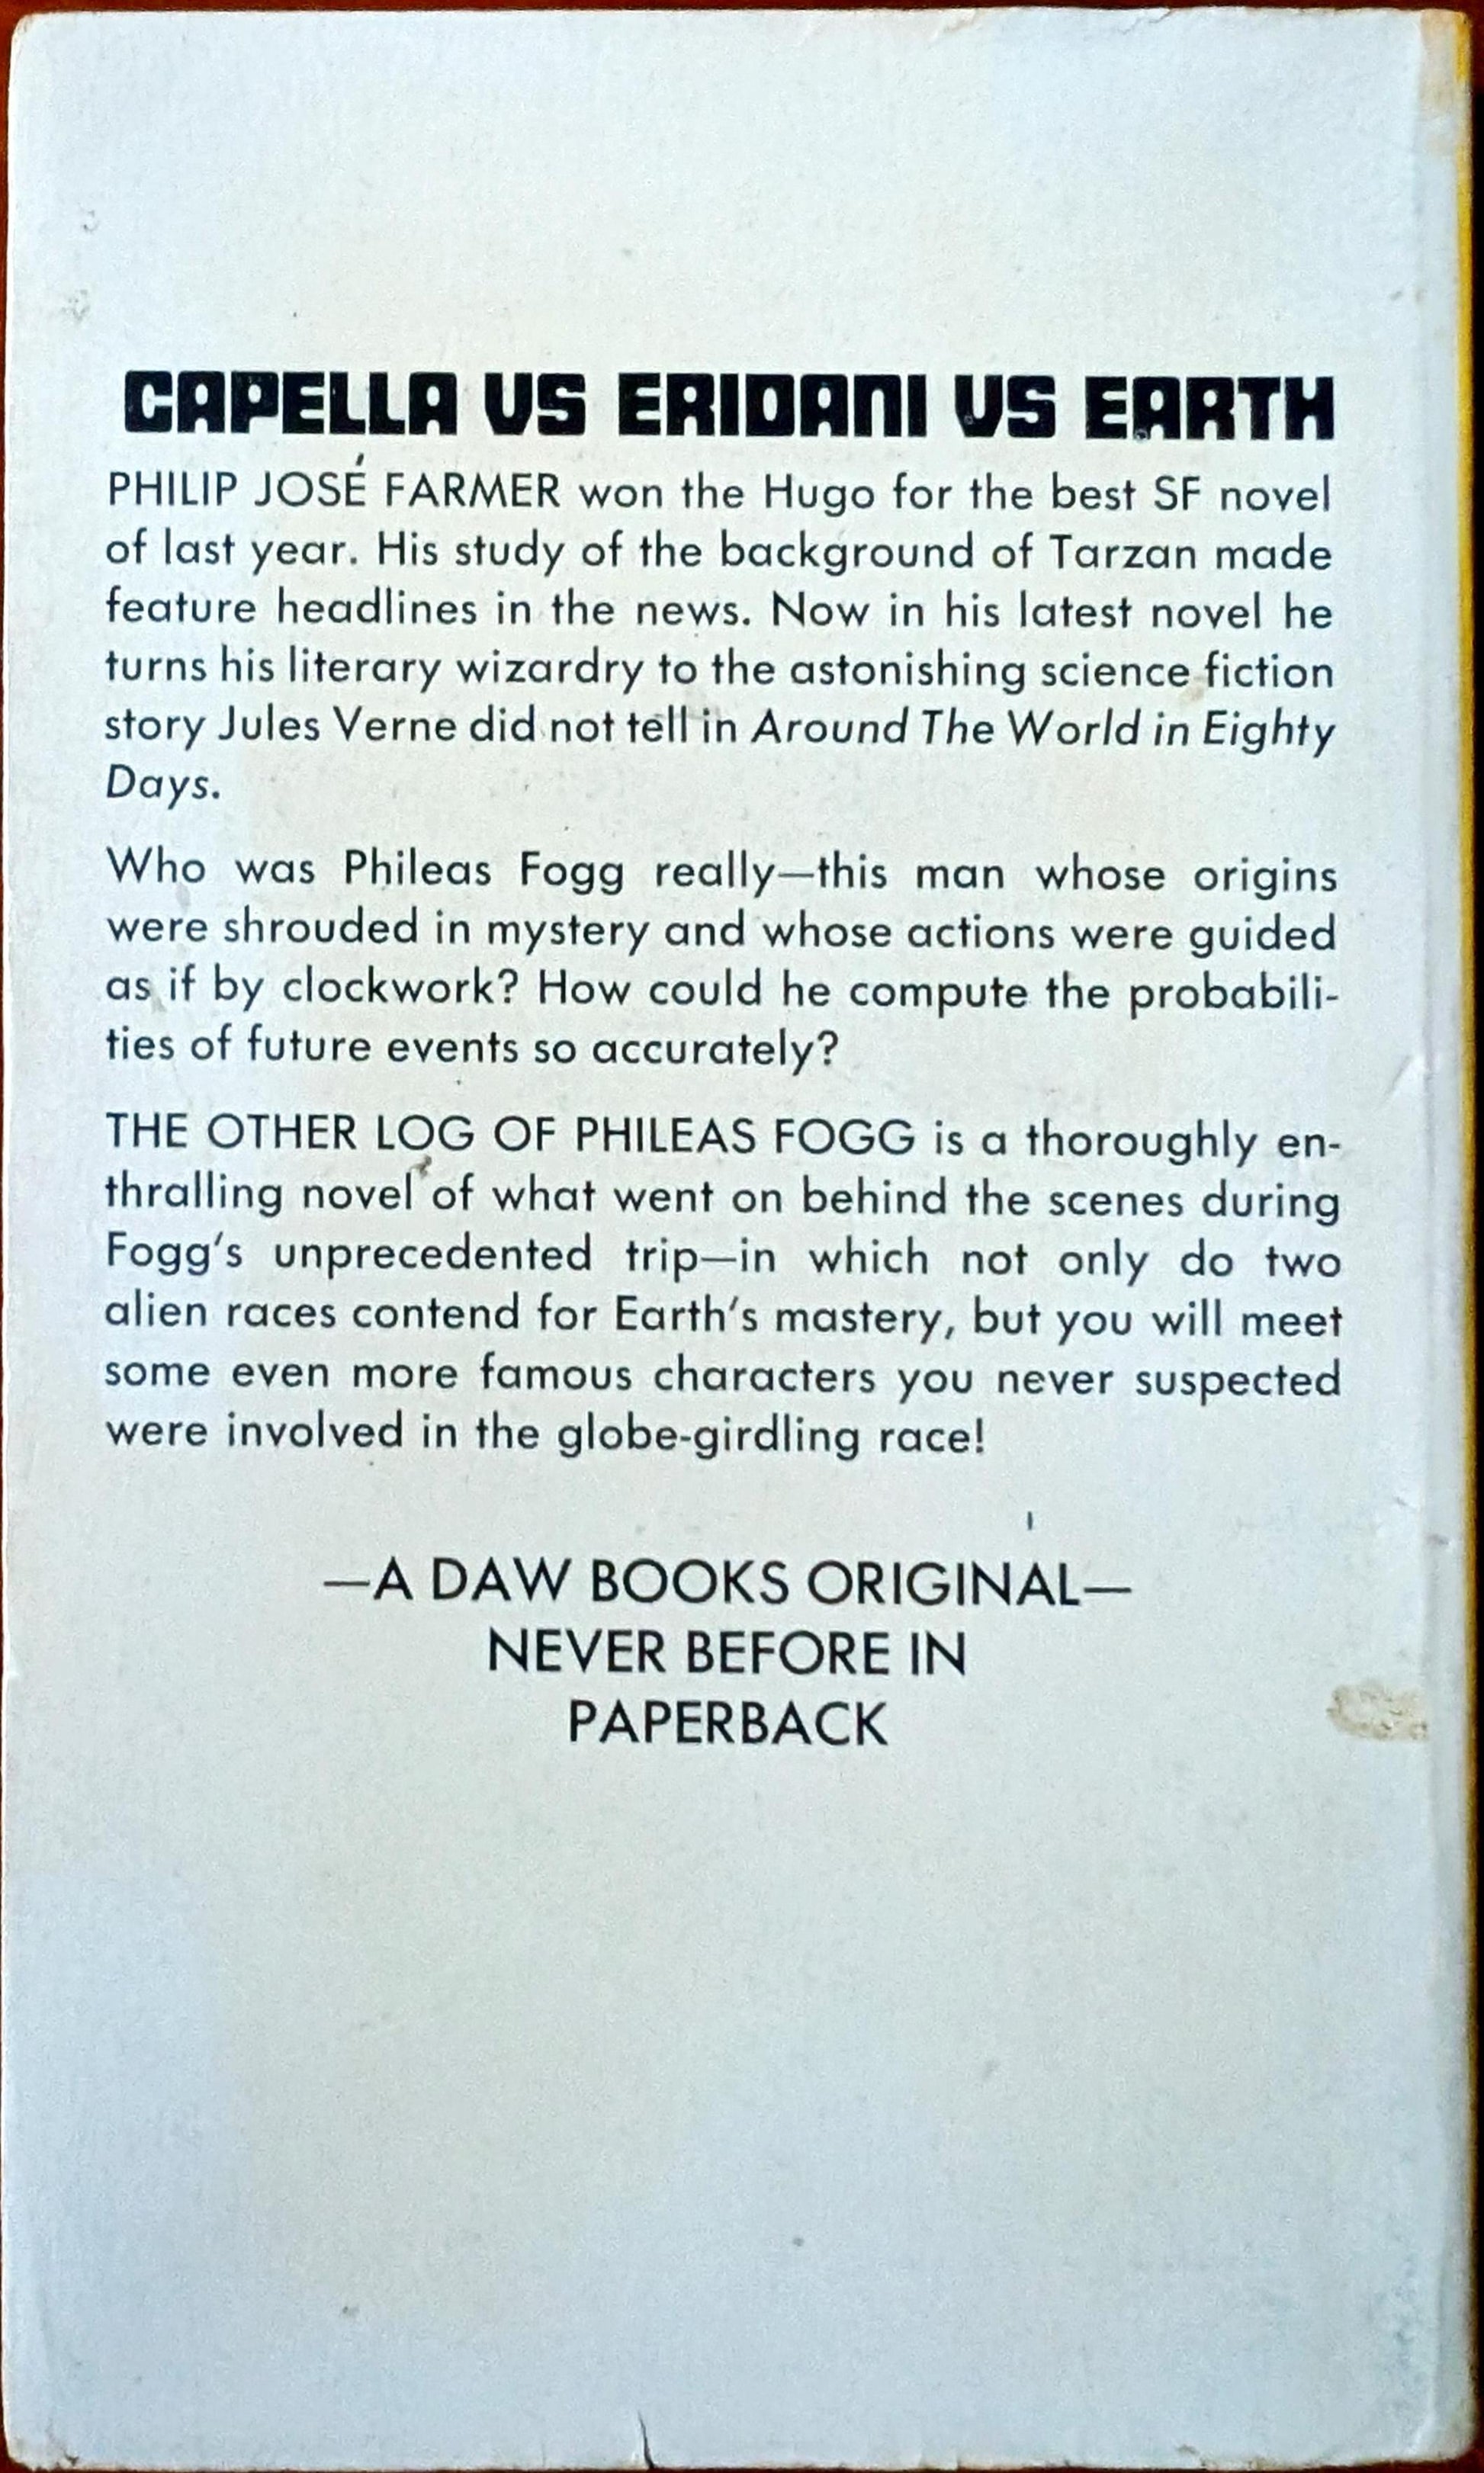 CAPELLA VS ERIDANI VS EARTH
PHILIP JOSÉ FARMER won the Hugo for the best SF novel
of last year. His study of the background of Tarzan made
feature headlines in the news. Now in his latest novel he
turns his literary wizardry to the astonishing science fiction
story Jules Verne did not tell in Around The World in Eighty
Days.
Who was Phileas Fogg really—this man whose origins
were shrouded in mystery and whose actions were guided
as if by clockwork? How could he compute the probabili-
ties of future events so accurately?
THE OTHER LOG OF PHILEAS FOGG is a thoroughly en-
thralling novel of what went on behind the scenes during
Fogg's unprecedented trip—in which not only do two
alien races contend for Earth's mastery, but you will meet
some even more famous characters you never suspected
were involved in the globe-girdling race!
—A DAW BOOKS ORIGINAL—
NEVER BEFORE IN
PAPERBACK